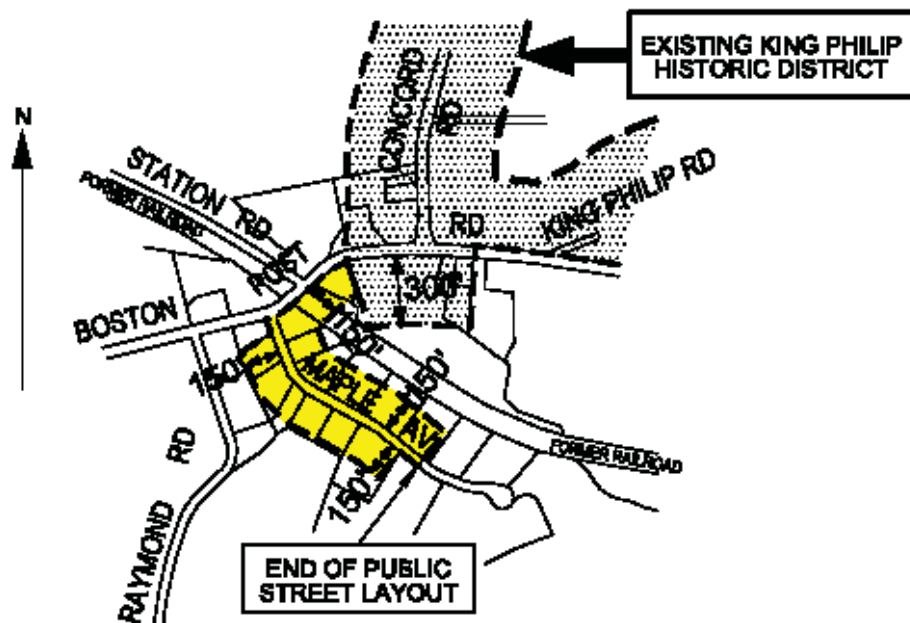 EXISTING KING PHILIP
HISTORIC DISTRICT
N
CONCORD
RD
STATION RD
FORMER RAILROAD
KING PHILIP RD
BOSTON
POST
RD
300'
150'
150'
150'
MAPLE AV
150'
FORMER RAILROAD
RAYMOND
RD
END OF PUBLIC
STREET LAYOUT